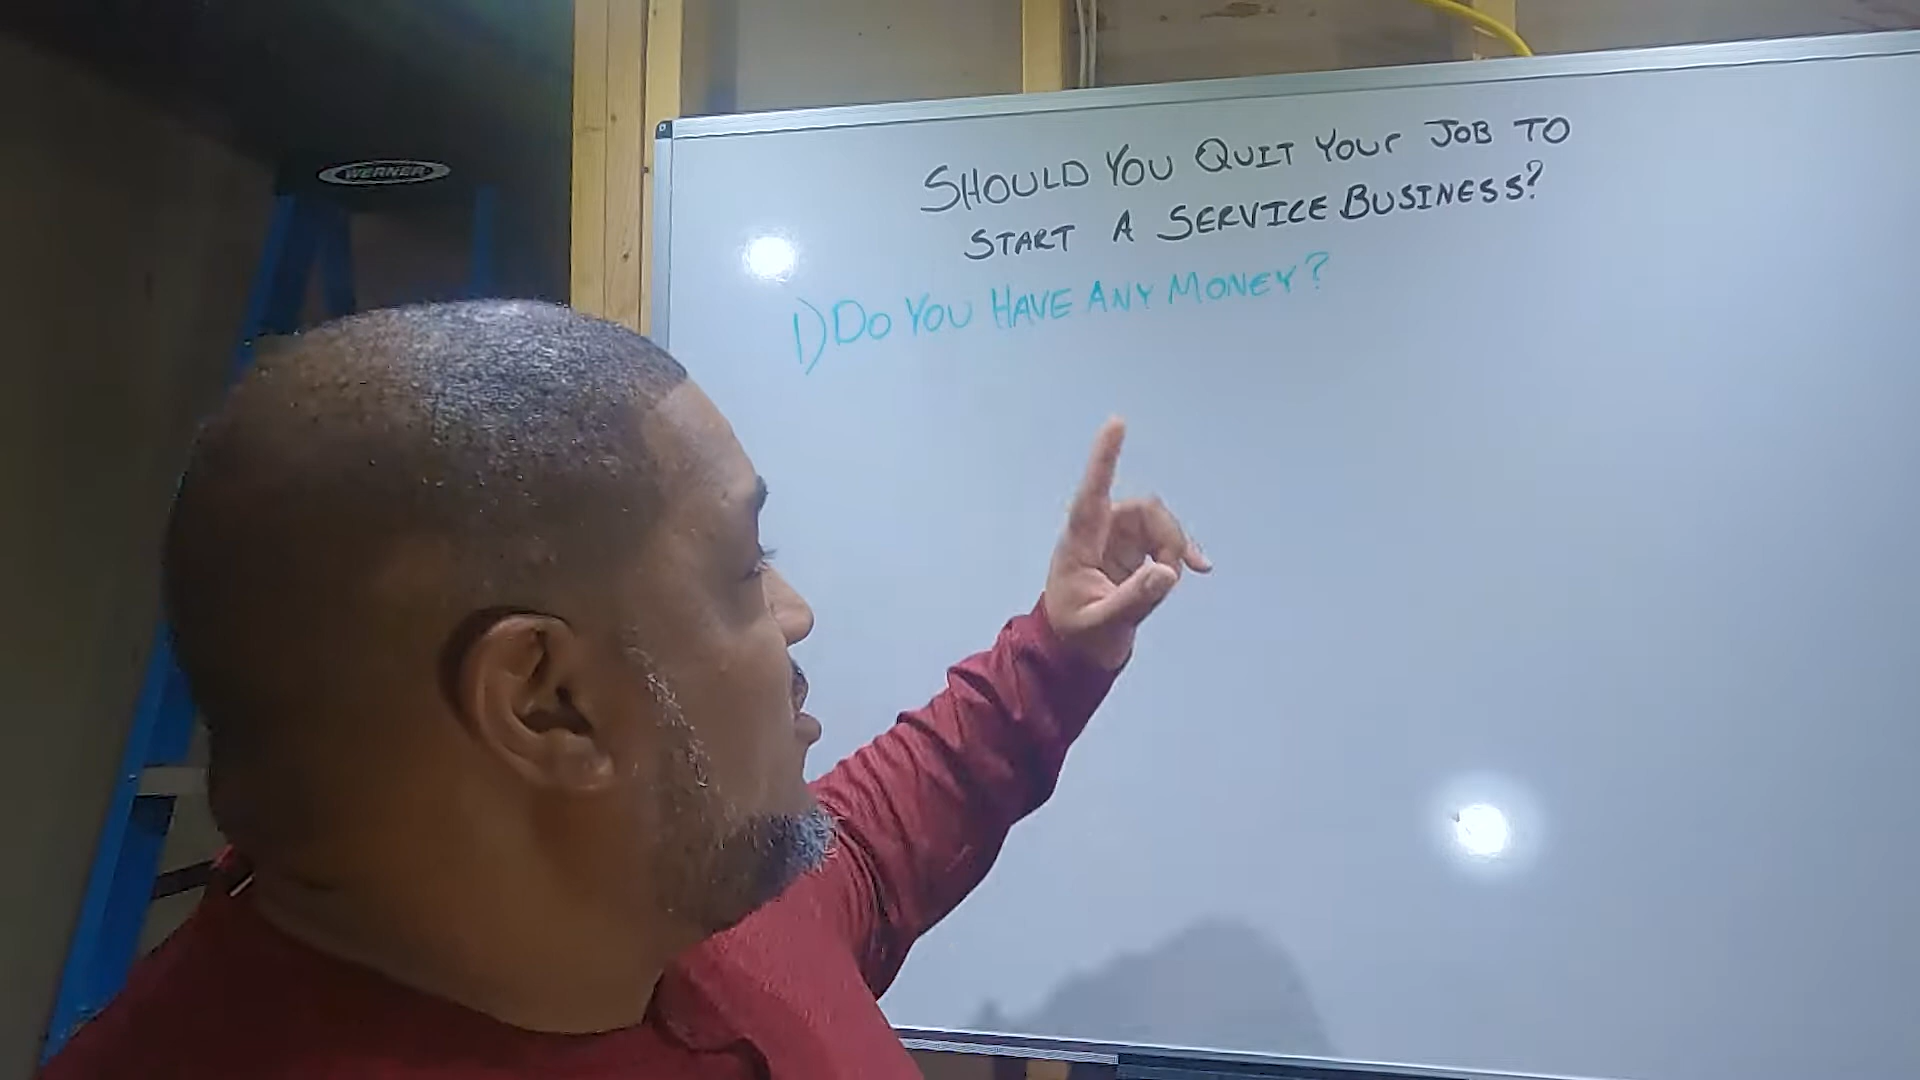 WERNER
SHOULD YOU QUIT YOUr JOB TO
START A SERVICE BUSINESS?
1) DO YOU HAVE ANY MONEY?